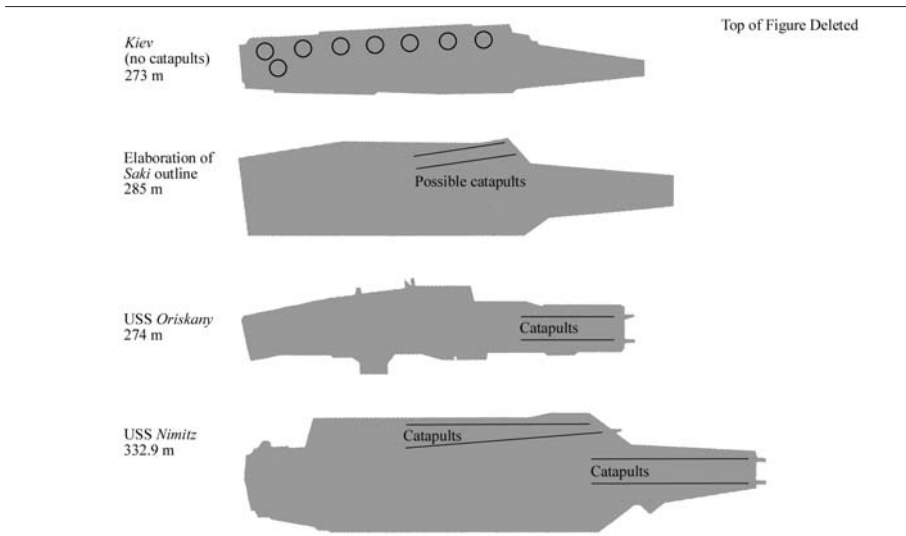 Top of Figure Deleted
Kiev
(no catapults)
273 m
Elaboration of
Saki outline
285 m
Possible catapults
USS Oriskany
274 m
Catapults
USS Nimitz
332.9 m
Catapults
Catapults